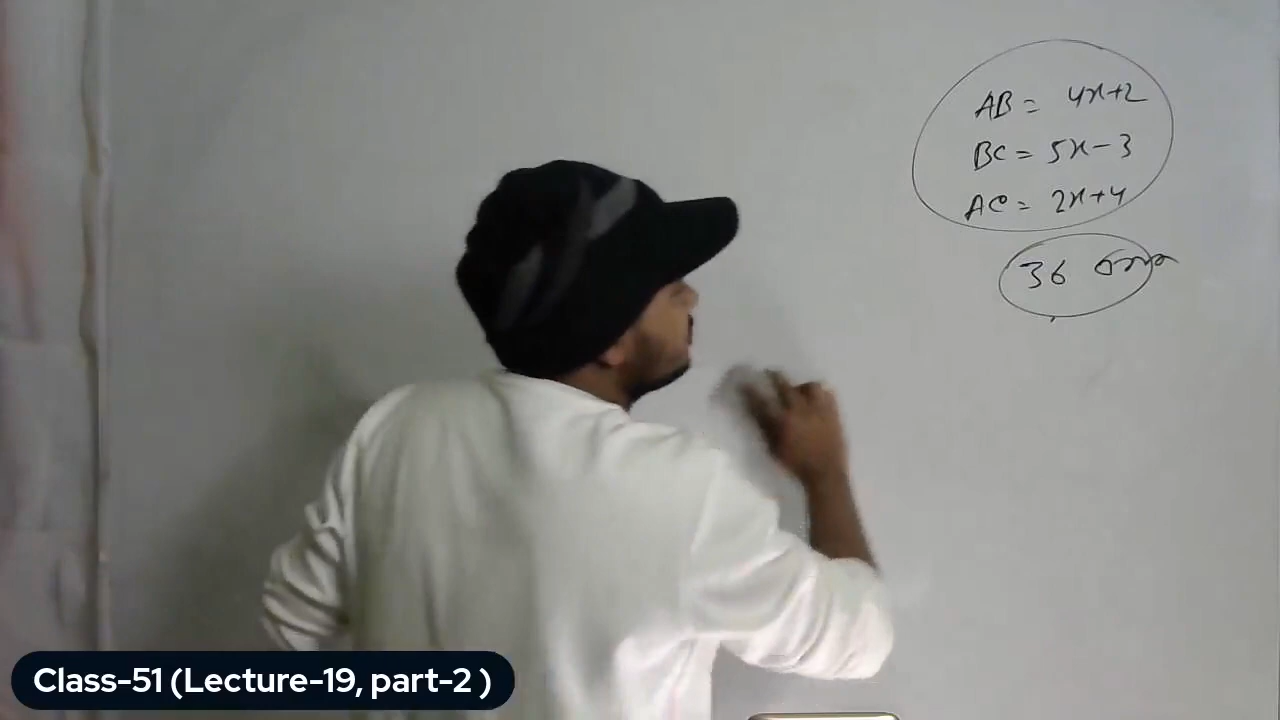 AB = 4x+2
BC = 5x-3
AC = 2x+4
36
Class-51 (Lecture-19, part-2 )